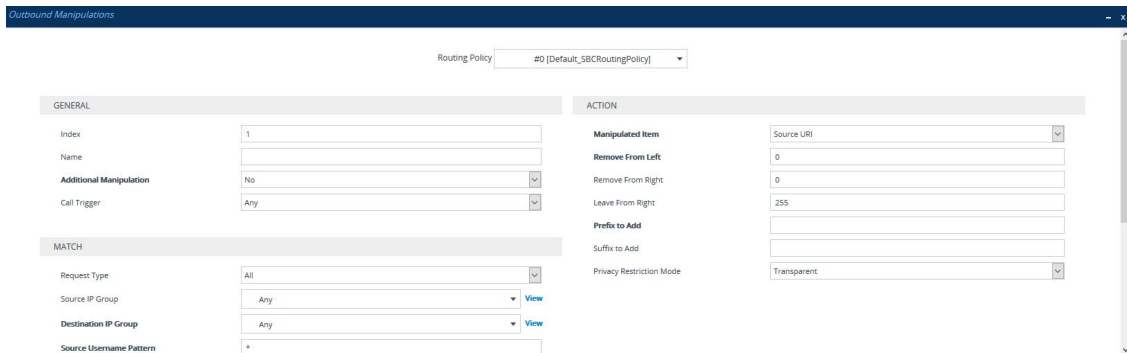 Outbound Manipulations
– x
Routing Policy #0 [Default_SBCRoutingPolicy]
GENERAL
Index 1
Name
Additional Manipulation No
Call Trigger Any
MATCH
Request Type All
Source IP Group Any View
Destination IP Group Any View
Source Username Pattern *
ACTION
Manipulated Item Source URI
Remove From Left 0
Remove From Right 0
Leave From Right 255
Prefix to Add
Suffix to Add
Privacy Restriction Mode Transparent